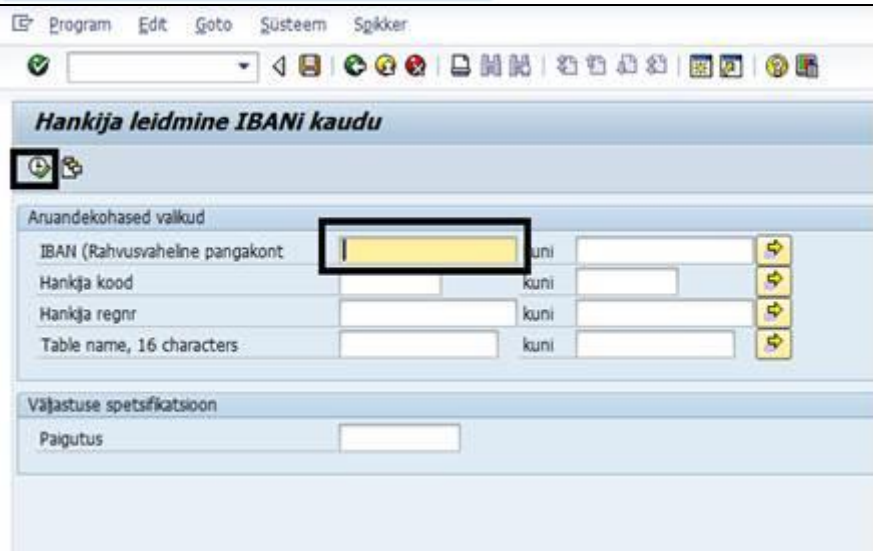 Program Edit Goto Süsteem Spikker
Hankija leidmine IBANi kaudu
Aruandekohased valikud
IBAN (Rahvusvaheline pangakont uni
Hankija kood kuni
Hankija regnr kuni
Table name, 16 characters kuni
Väljastuse spetsifikatsioon
Paigutus